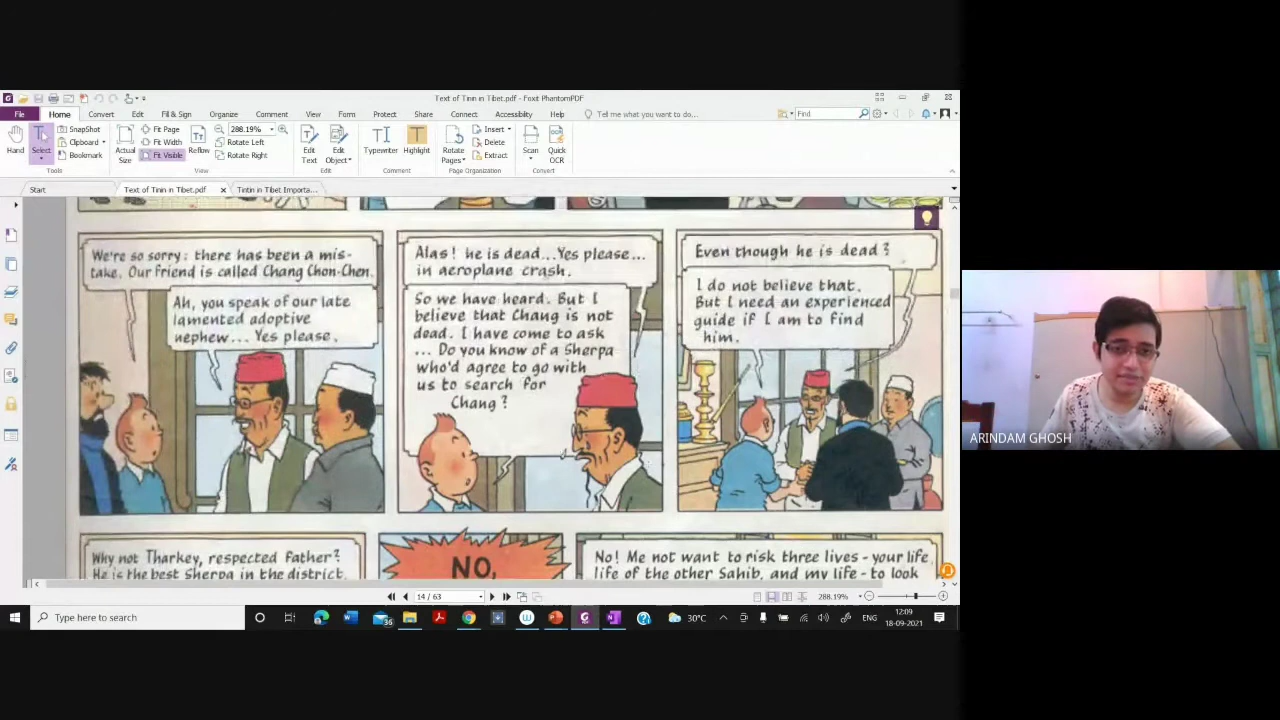 Text of Tinin in Tibet.pdf - Foxit PhantomPDF
File Home Convert Edit Fill & Sign Organize Comment View Form Protect Share Connect Accessibility Help Tell me what you want to do... Find
SnapShot
Clipboard
Bookmark
Hand
Select
Tools
Actual
Size
Fit Page
Fit Width
Fit Visible
Reflow
288.19%
Rotate Left
Rotate Right
View
Edit
Text
Edit
Object
Edit
Typewriter
Highlight
Comment
Rotate
Pages
Insert
Delete
Extract
Page Organization
Scan
Quick
OCR
Convert
Start
Text of Tinin in Tibet.pdf
Tintin in Tibet Importa...
We're so sorry: there has been a mis-
take. Our friend is called Chang Chon-Chen.
Ah, you speak of our late
lamented adoptive
nephew... Yes please.
Alas! he is dead...Yes please...
in aeroplane crash.
So we have heard. But I
believe that Chang is not
dead. I have come to ask
... Do you know of a Sherpa
who'd agree to go with
us to search for
Chang?
Even though he is dead?
I do not believe that.
But I need an experienced
guide if I am to find
him.
Why not Tharkey, respected Father?
He is the best Sherpa in the district.
NO,
No! Me not want to risk three lives - your life,
life of the other Sahib, and my life - to look
ARINDAM GHOSH
14 / 63
288.19%
Type here to search
36
30°C
ENG
12:09
18-09-2021